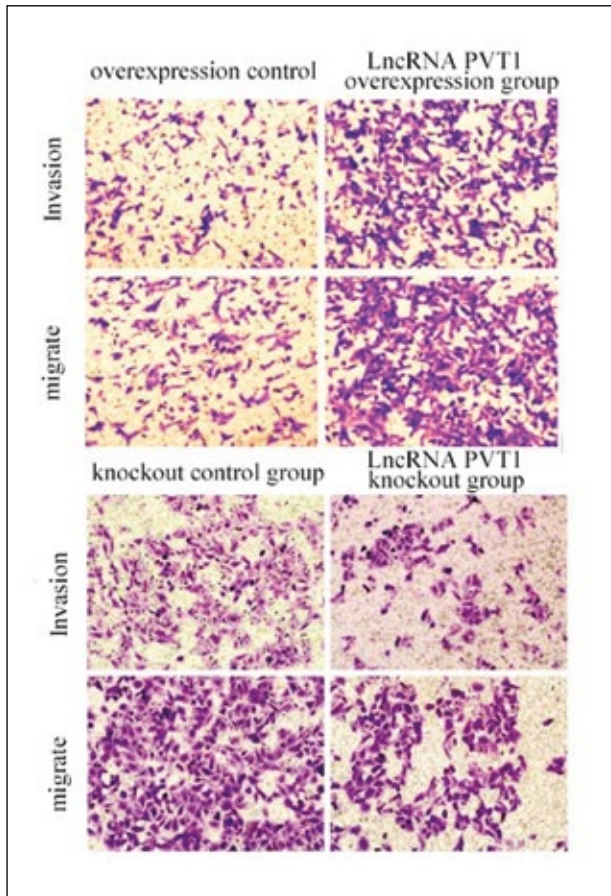 overexpression control
LncRNA PVT1
overexpression group
Invasion
migrate
knockout control group
LncRNA PVT1
knockout group
Invasion
migrate